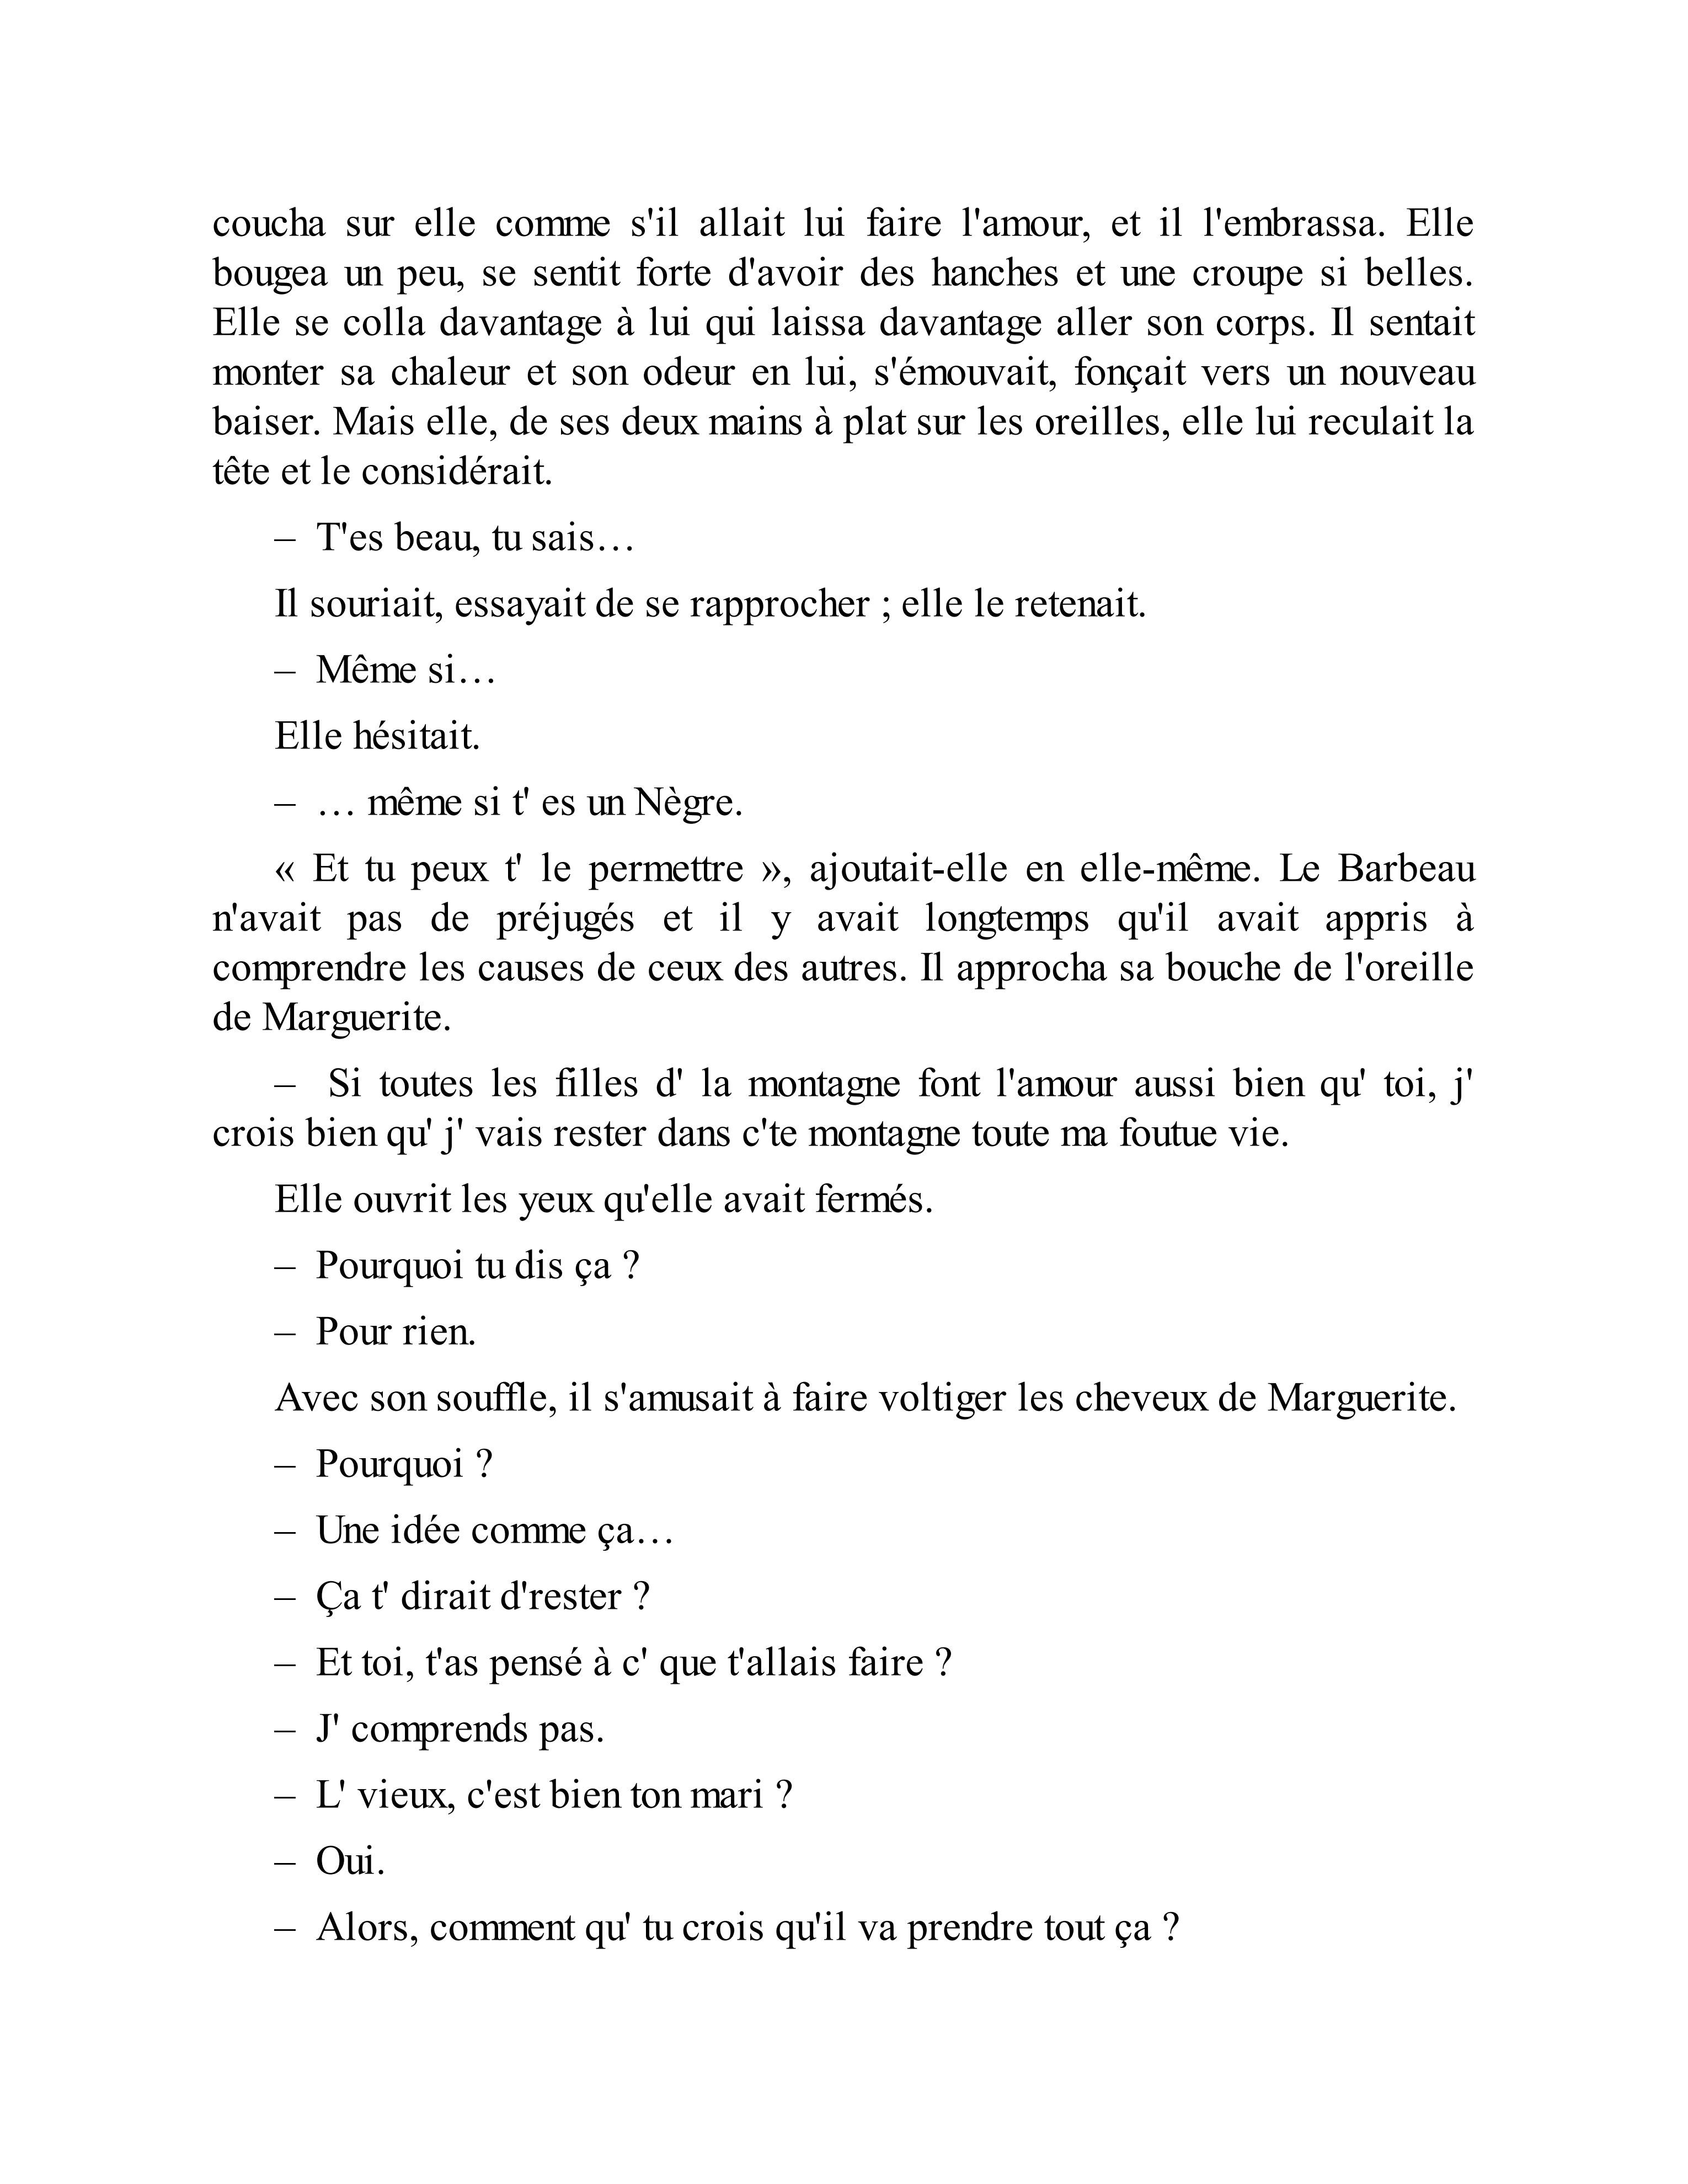 coucha sur elle comme s'il allait lui faire l'amour, et il l'embrassa. Elle
bougea un peu, se sentit forte d'avoir des hanches et une croupe si belles.
Elle se colla davantage à lui qui laissa davantage aller son corps. Il sentait
monter sa chaleur et son odeur en lui, s'émouvait, fonçait vers un nouveau
baiser. Mais elle, de ses deux mains à plat sur les oreilles, elle lui reculait la
tête et le considérait.
– T'es beau, tu sais…
Il souriait, essayait de se rapprocher ; elle le retenait.
– Même si…
Elle hésitait.
– … même si t' es un Nègre.
« Et tu peux t' le permettre », ajoutait-elle en elle-même. Le Barbeau
n'avait pas de préjugés et il y avait longtemps qu'il avait appris à
comprendre les causes de ceux des autres. Il approcha sa bouche de l'oreille
de Marguerite.
– Si toutes les filles d' la montagne font l'amour aussi bien qu' toi, j'
crois bien qu' j' vais rester dans c'te montagne toute ma foutue vie.
Elle ouvrit les yeux qu'elle avait fermés.
– Pourquoi tu dis ça ?
– Pour rien.
Avec son souffle, il s'amusait à faire voltiger les cheveux de Marguerite.
– Pourquoi ?
– Une idée comme ça…
– Ça t' dirait d'rester ?
– Et toi, t'as pensé à c' que t'allais faire ?
– J' comprends pas.
– L' vieux, c'est bien ton mari ?
– Oui.
– Alors, comment qu' tu crois qu'il va prendre tout ça ?